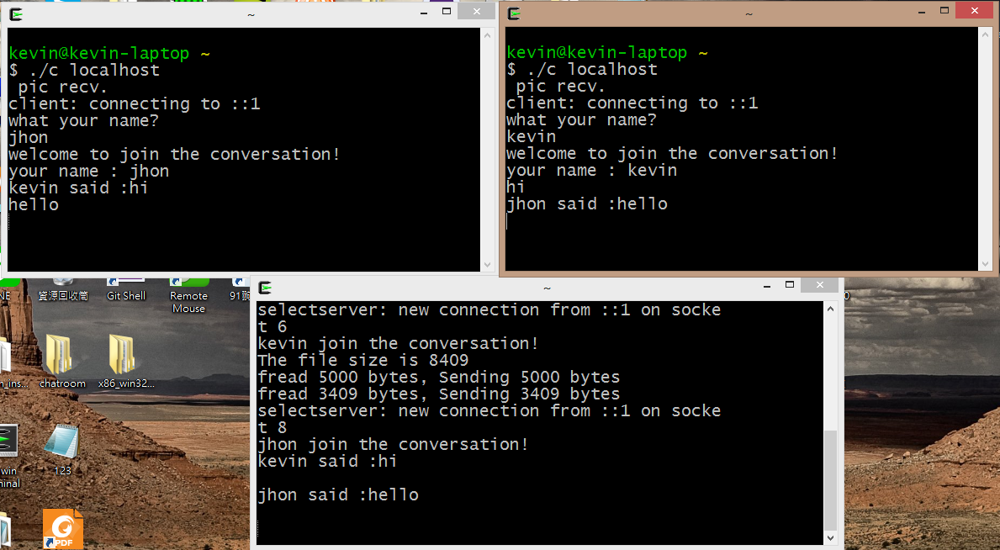 ~
kevin@kevin-laptop ~
$ ./c localhost
pic recv.
client: connecting to ::1
what your name?
jhon
welcome to join the conversation!
your name : jhon
kevin said :hi
hello
~
kevin@kevin-laptop ~
$ ./c localhost
pic recv.
client: connecting to ::1
what your name?
kevin
welcome to join the conversation!
your name : kevin
hi
jhon said :hello
NE
資源回收筒
Git Shell
Remote
Mouse
chatroom
x86_win32...
123
PDF
~
selectserver: new connection from ::1 on socke
t 6
kevin join the conversation!
The file size is 8409
fread 5000 bytes, Sending 5000 bytes
fread 3409 bytes, Sending 3409 bytes
selectserver: new connection from ::1 on socke
t 8
jhon join the conversation!
kevin said :hi
jhon said :hello